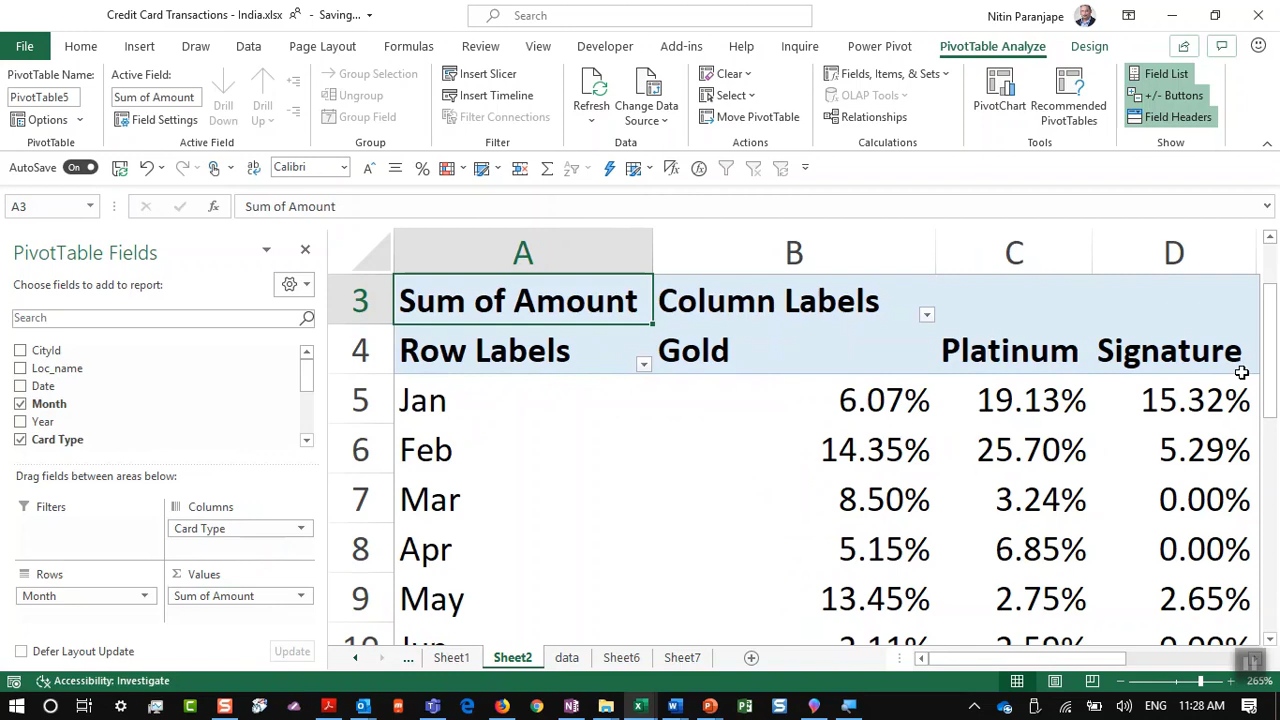 Credit Card Transactions - India.xlsx Saving... Search Nitin Paranjape
File Home Insert Draw Data Page Layout Formulas Review View Developer Add-ins Help Inquire Power Pivot PivotTable Analyze Design
PivotTable Name:
PivotTable5
Options
PivotTable
Active Field:
Sum of Amount
Field Settings
Drill Down
Drill Up
Active Field
Group Selection
Ungroup
Group Field
Group
Insert Slicer
Insert Timeline
Filter Connections
Filter
Refresh
Change Data Source
Data
Clear
Select
Move PivotTable
Actions
Fields, Items, & Sets
OLAP Tools
Relationships
Calculations
PivotChart
Recommended PivotTables
Tools
Field List
+/- Buttons
Field Headers
Show
AutoSave On Calibri
A3 fx Sum of Amount
PivotTable Fields
Choose fields to add to report:
Search
CityId
Loc_name
Date
Month
Year
Card Type
Drag fields between areas below:
Filters
Columns
Card Type
Rows
Month
Values
Sum of Amount
Defer Layout Update Update
A B C D
3 Sum of Amount Column Labels
4 Row Labels Gold Platinum Signature
5 Jan 6.07% 19.13% 15.32%
6 Feb 14.35% 25.70% 5.29%
7 Mar 8.50% 3.24% 0.00%
8 Apr 5.15% 6.85% 0.00%
9 May 13.45% 2.75% 2.65%
... Sheet1 Sheet2 data Sheet6 Sheet7
Accessibility: Investigate 265%
ENG 11:28 AM